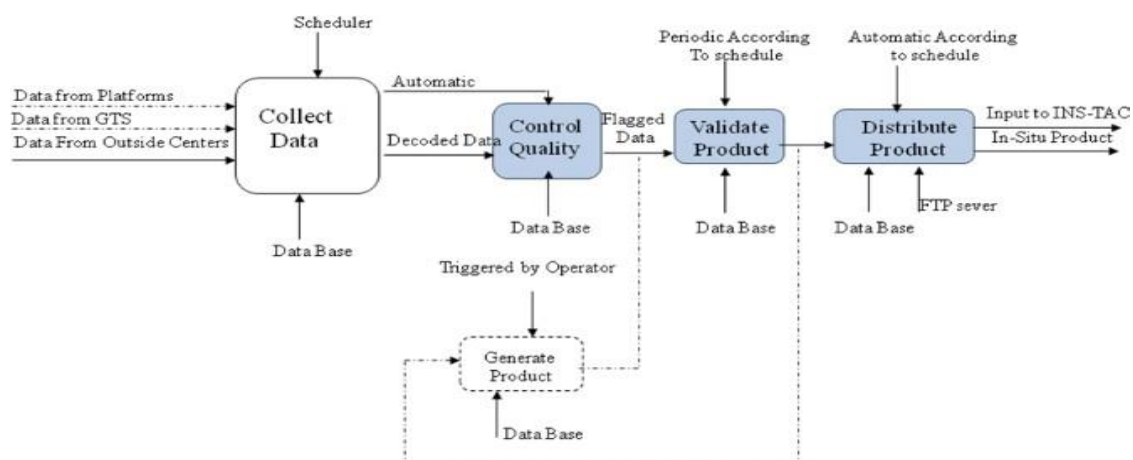 Scheduler
Periodic According
To schedule
Automatic According
to schedule
Data from Platforms
Data from GTS
Data From Outside Centers
Collect
Data
Automatic
Decoded Data
Control
Quality
Flagged
Data
Validate
Product
Distribute
Product
Input to INS-TAC
In-Situ Product
Data Base
Data Base
Data Base
Data Base
FTP sever
Triggered by Operator
Generate
Product
Data Base